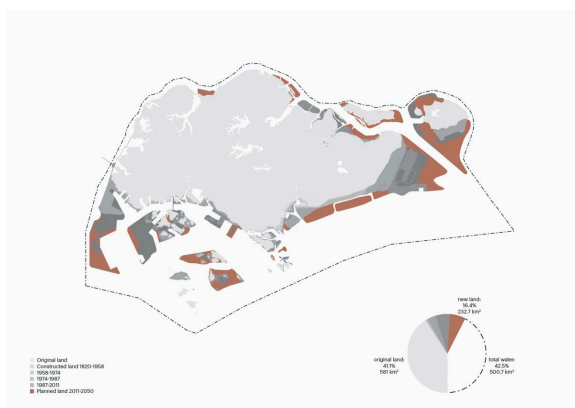 new land:
16.4%
232.7 km²
original land:
41.1%
581 km²
total water:
42.5%
500.7 km²
Original land
Constructed land 1820-1958
1958-1974
1974-1987
1987-2011
Planned land 2011-2050